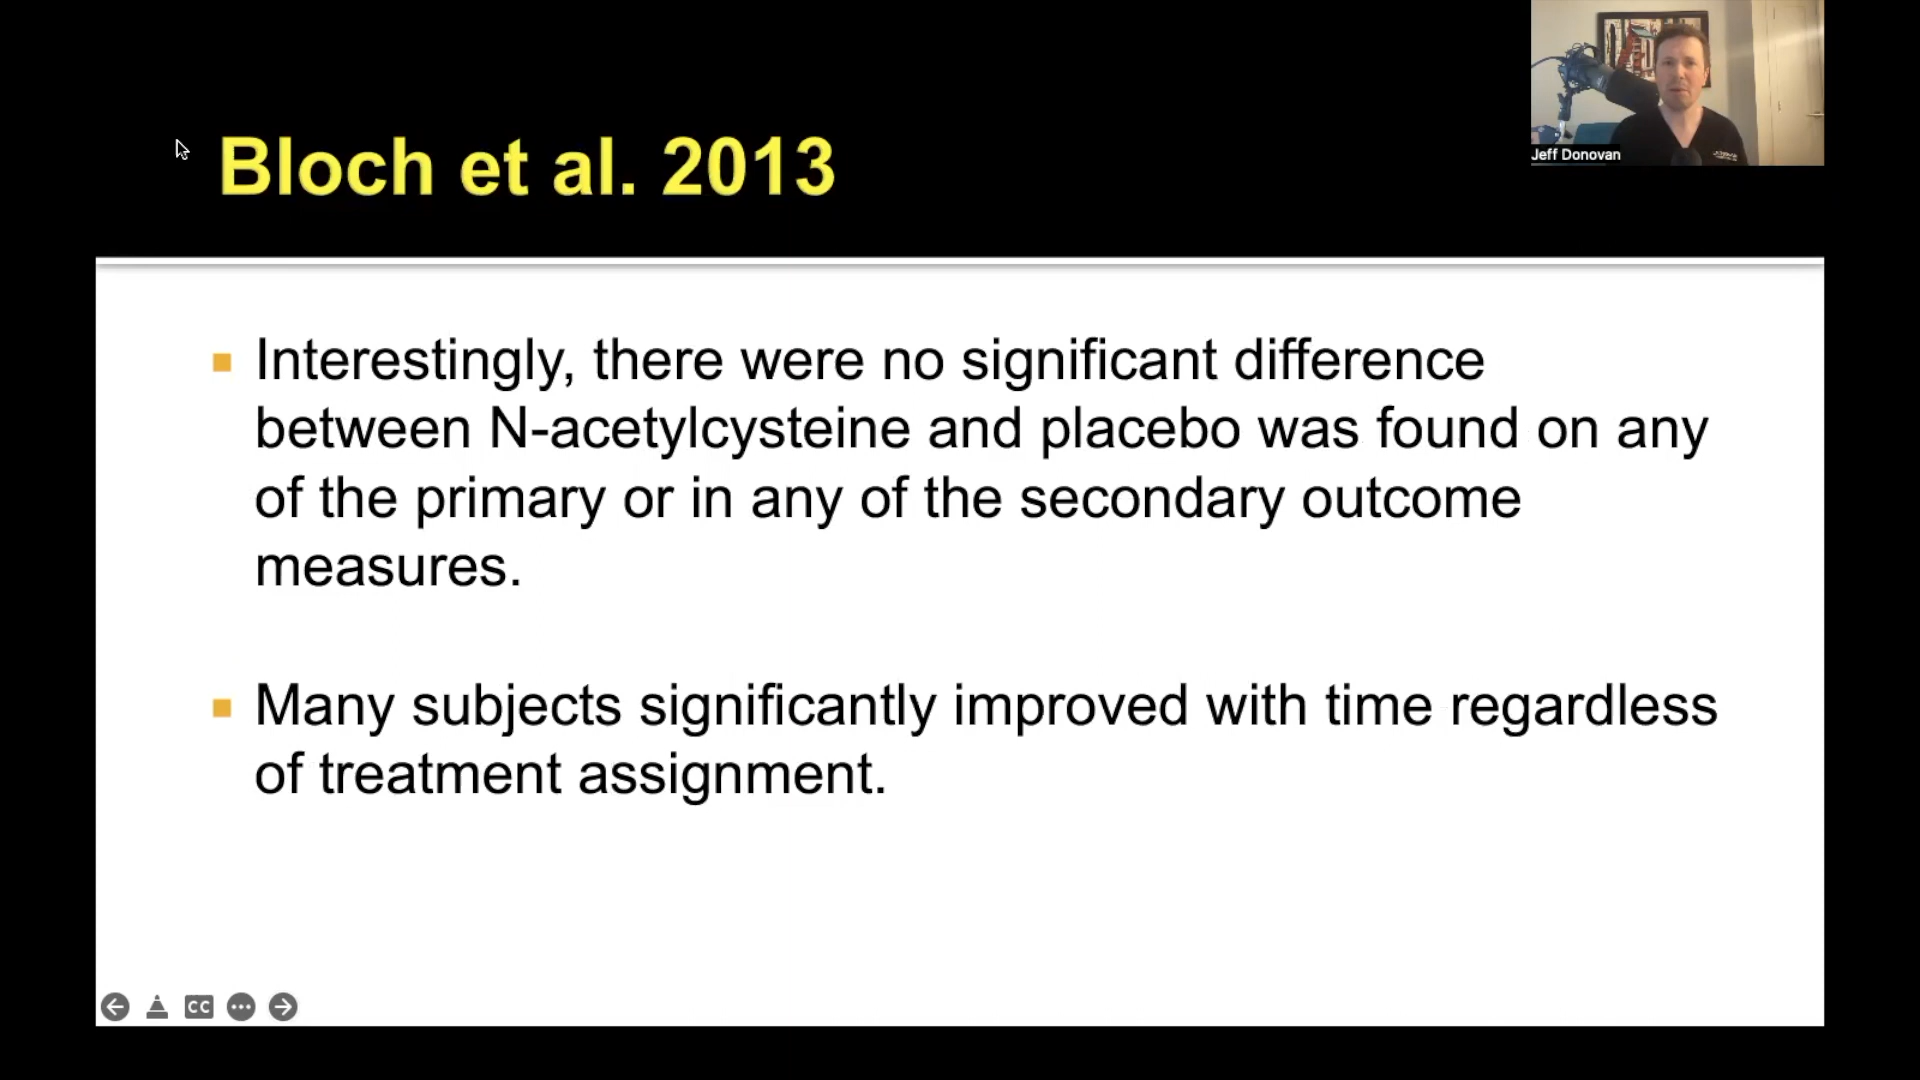 Bloch et al. 2013
Jeff Donovan
Interestingly, there were no significant difference
between N-acetylcysteine and placebo was found on any
of the primary or in any of the secondary outcome
measures.
Many subjects significantly improved with time regardless
of treatment assignment.
CC